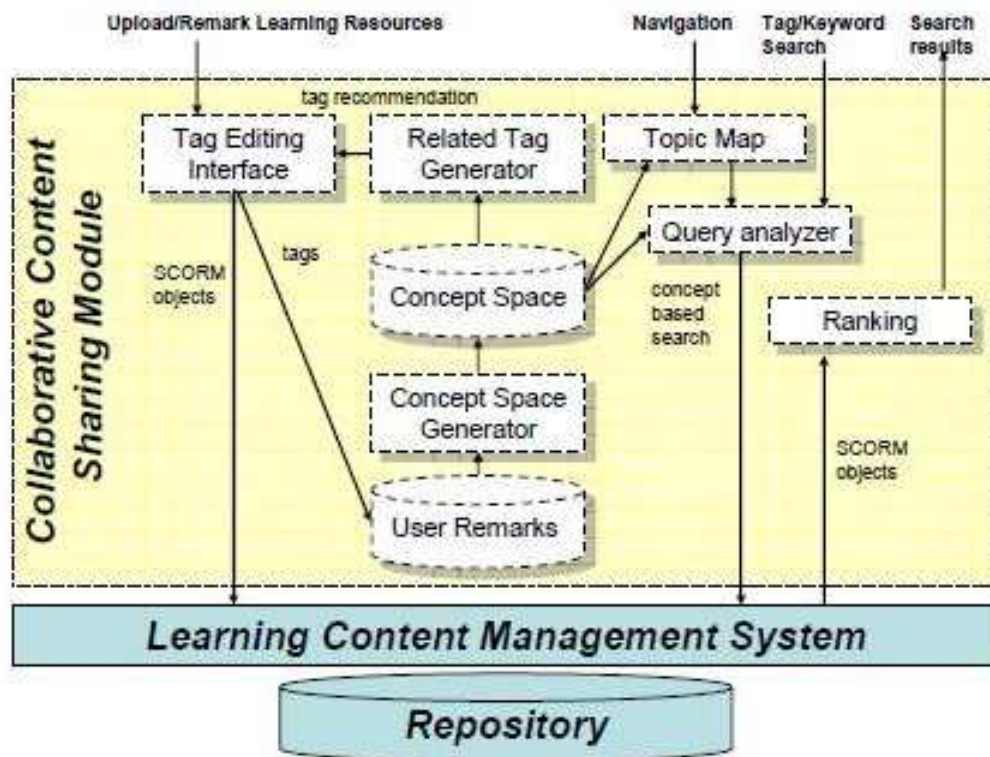 Upload/Remark Learning Resources
Navigation
Tag/Keyword
Search
Search
results
Collaborative Content
Sharing Module
tag recommendation
Tag Editing
Interface
Related Tag
Generator
Topic Map
Query analyzer
SCORM
objects
tags
Concept Space
concept
based
search
Ranking
Concept Space
Generator
SCORM
objects
User Remarks
Learning Content Management System
Repository